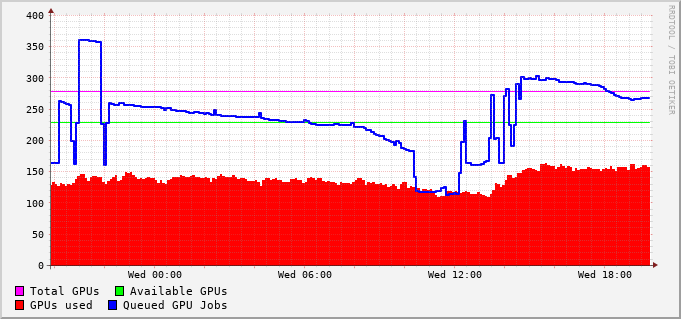 400
350
300
250
200
150
100
50
0
Wed 00:00 Wed 06:00 Wed 12:00 Wed 18:00
Total GPUs Available GPUs
GPUs used Queued GPU Jobs
RRDTOOL / TOBI OETIKER